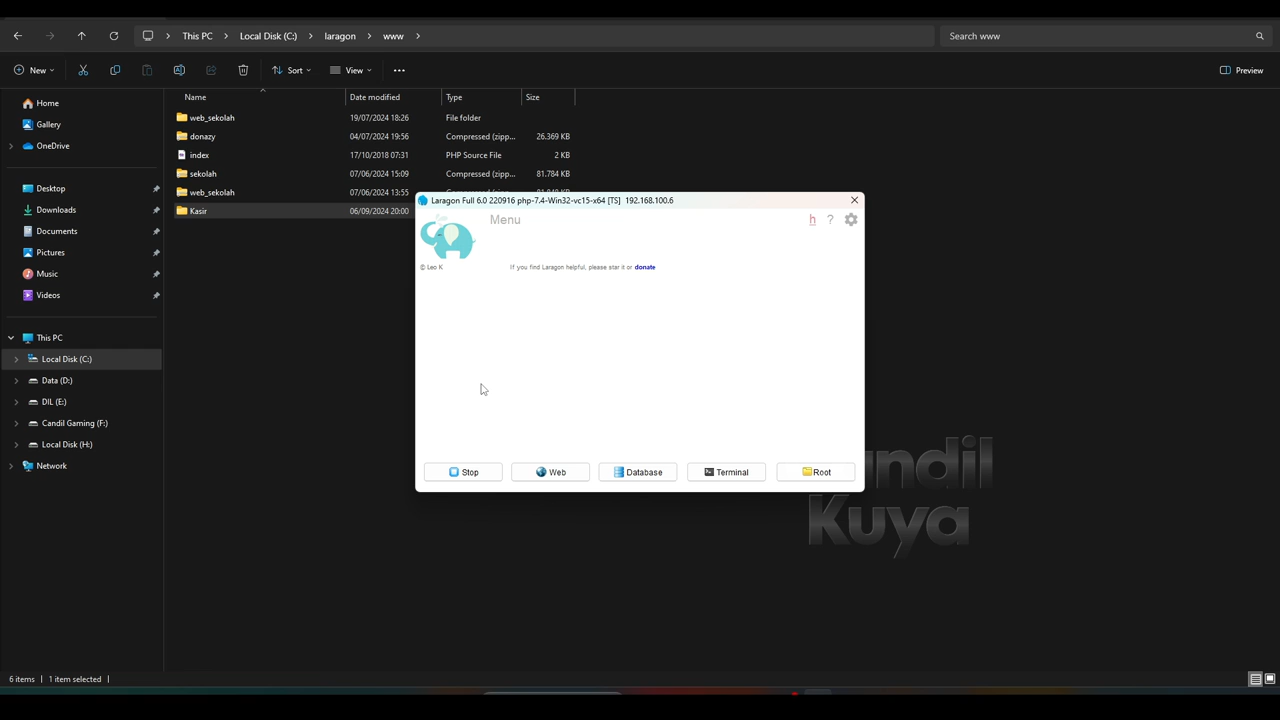 This PC > Local Disk (C:) > laragon > www >
Search www
New
Sort
View
Preview
Name Date modified Type Size
Home
Gallery
OneDrive
Desktop
Downloads
Documents
Pictures
Music
Videos
This PC
Local Disk (C:)
Data (D:)
DIL (E:)
Candil Gaming (F:)
Local Disk (H:)
Network
web_sekolah 19/07/2024 18:26 File folder
donazy 04/07/2024 19:56 Compressed (zipp... 26.369 KB
index 17/10/2018 07:31 PHP Source File 2 KB
sekolah 07/06/2024 15:09 Compressed (zipp... 81.784 KB
web_sekolah 07/06/2024 13:55
Kasir 06/09/2024 20:00
Laragon Full 6.0 220916 php-7.4-Win32-vc15-x64 [TS] 192.168.100.6
Menu
h ?
© Leo K
If you find Laragon helpful, please star it or donate
Stop
Web
Database
Terminal
Root
Kuya
6 items 1 item selected